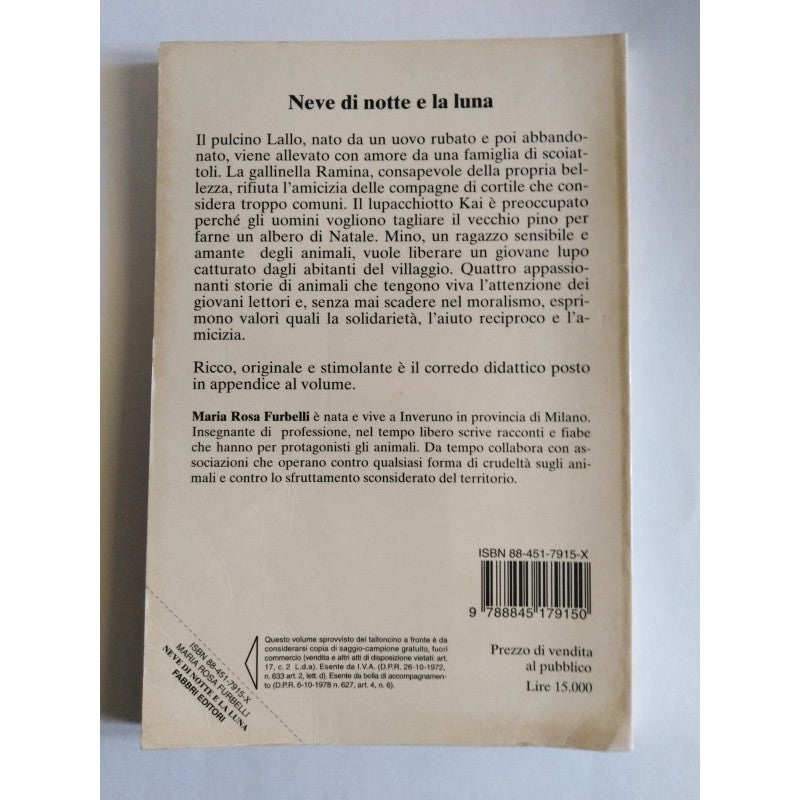 Neve di notte e la luna
Il pulcino Lallo, nato da un uovo rubato e poi abbando-
nato, viene allevato con amore da una famiglia di scoiat-
toli. La gallinella Ramina, consapevole della propria bel-
lezza, rifiuta l'amicizia delle compagne di cortile che con-
sidera troppo comuni. Il lupacchiotto Kai è preoccupato
perché gli uomini vogliono tagliare il vecchio pino per
farne un albero di Natale. Mino, un ragazzo sensibile e
amante degli animali, vuole liberare un giovane lupo
catturato dagli abitanti del villaggio. Quattro appassio-
nanti storie di animali che tengono viva l'attenzione dei
giovani lettori e, senza mai scadere nel moralismo, espri-
mono valori quali la solidarietà, l'aiuto reciproco e l'a-
micizia.
Ricco, originale e stimolante è il corredo didattico posto
in appendice al volume.
Maria Rosa Furbelli è nata e vive a Inveruno in provincia di Milano.
Insegnante di professione, nel tempo libero scrive racconti e fiabe
che hanno per protagonisti gli animali. Da tempo collabora con as-
sociazioni che operano contro qualsiasi forma di crudeltà sugli ani-
mali e contro lo sfruttamento sconsiderato del territorio.
ISBN 88-451-7915-X
9 788845 179150
Prezzo di vendita
al pubblico
Lire 15.000
Questo volume sprovvisto del talloncino a fronte è da
considerarsi copia di saggio-campione gratuito, fuori
commercio (vendita e altri atti di disposizione vietati: art.
17, c. 2 L.d.a). Esente da I.V.A. (D.P.R. 26-10-1972,
n. 633 art. 2, lett. d). Esente da bolla di accompagnamen-
to (D.P.R. 6-10-1978 n. 627, art. 4, n. 6).
ISBN 88-451-7915-X
MARIA ROSA FURBELLI
NEVE DI NOTTE E LA LUNA
FABBRI EDITORI